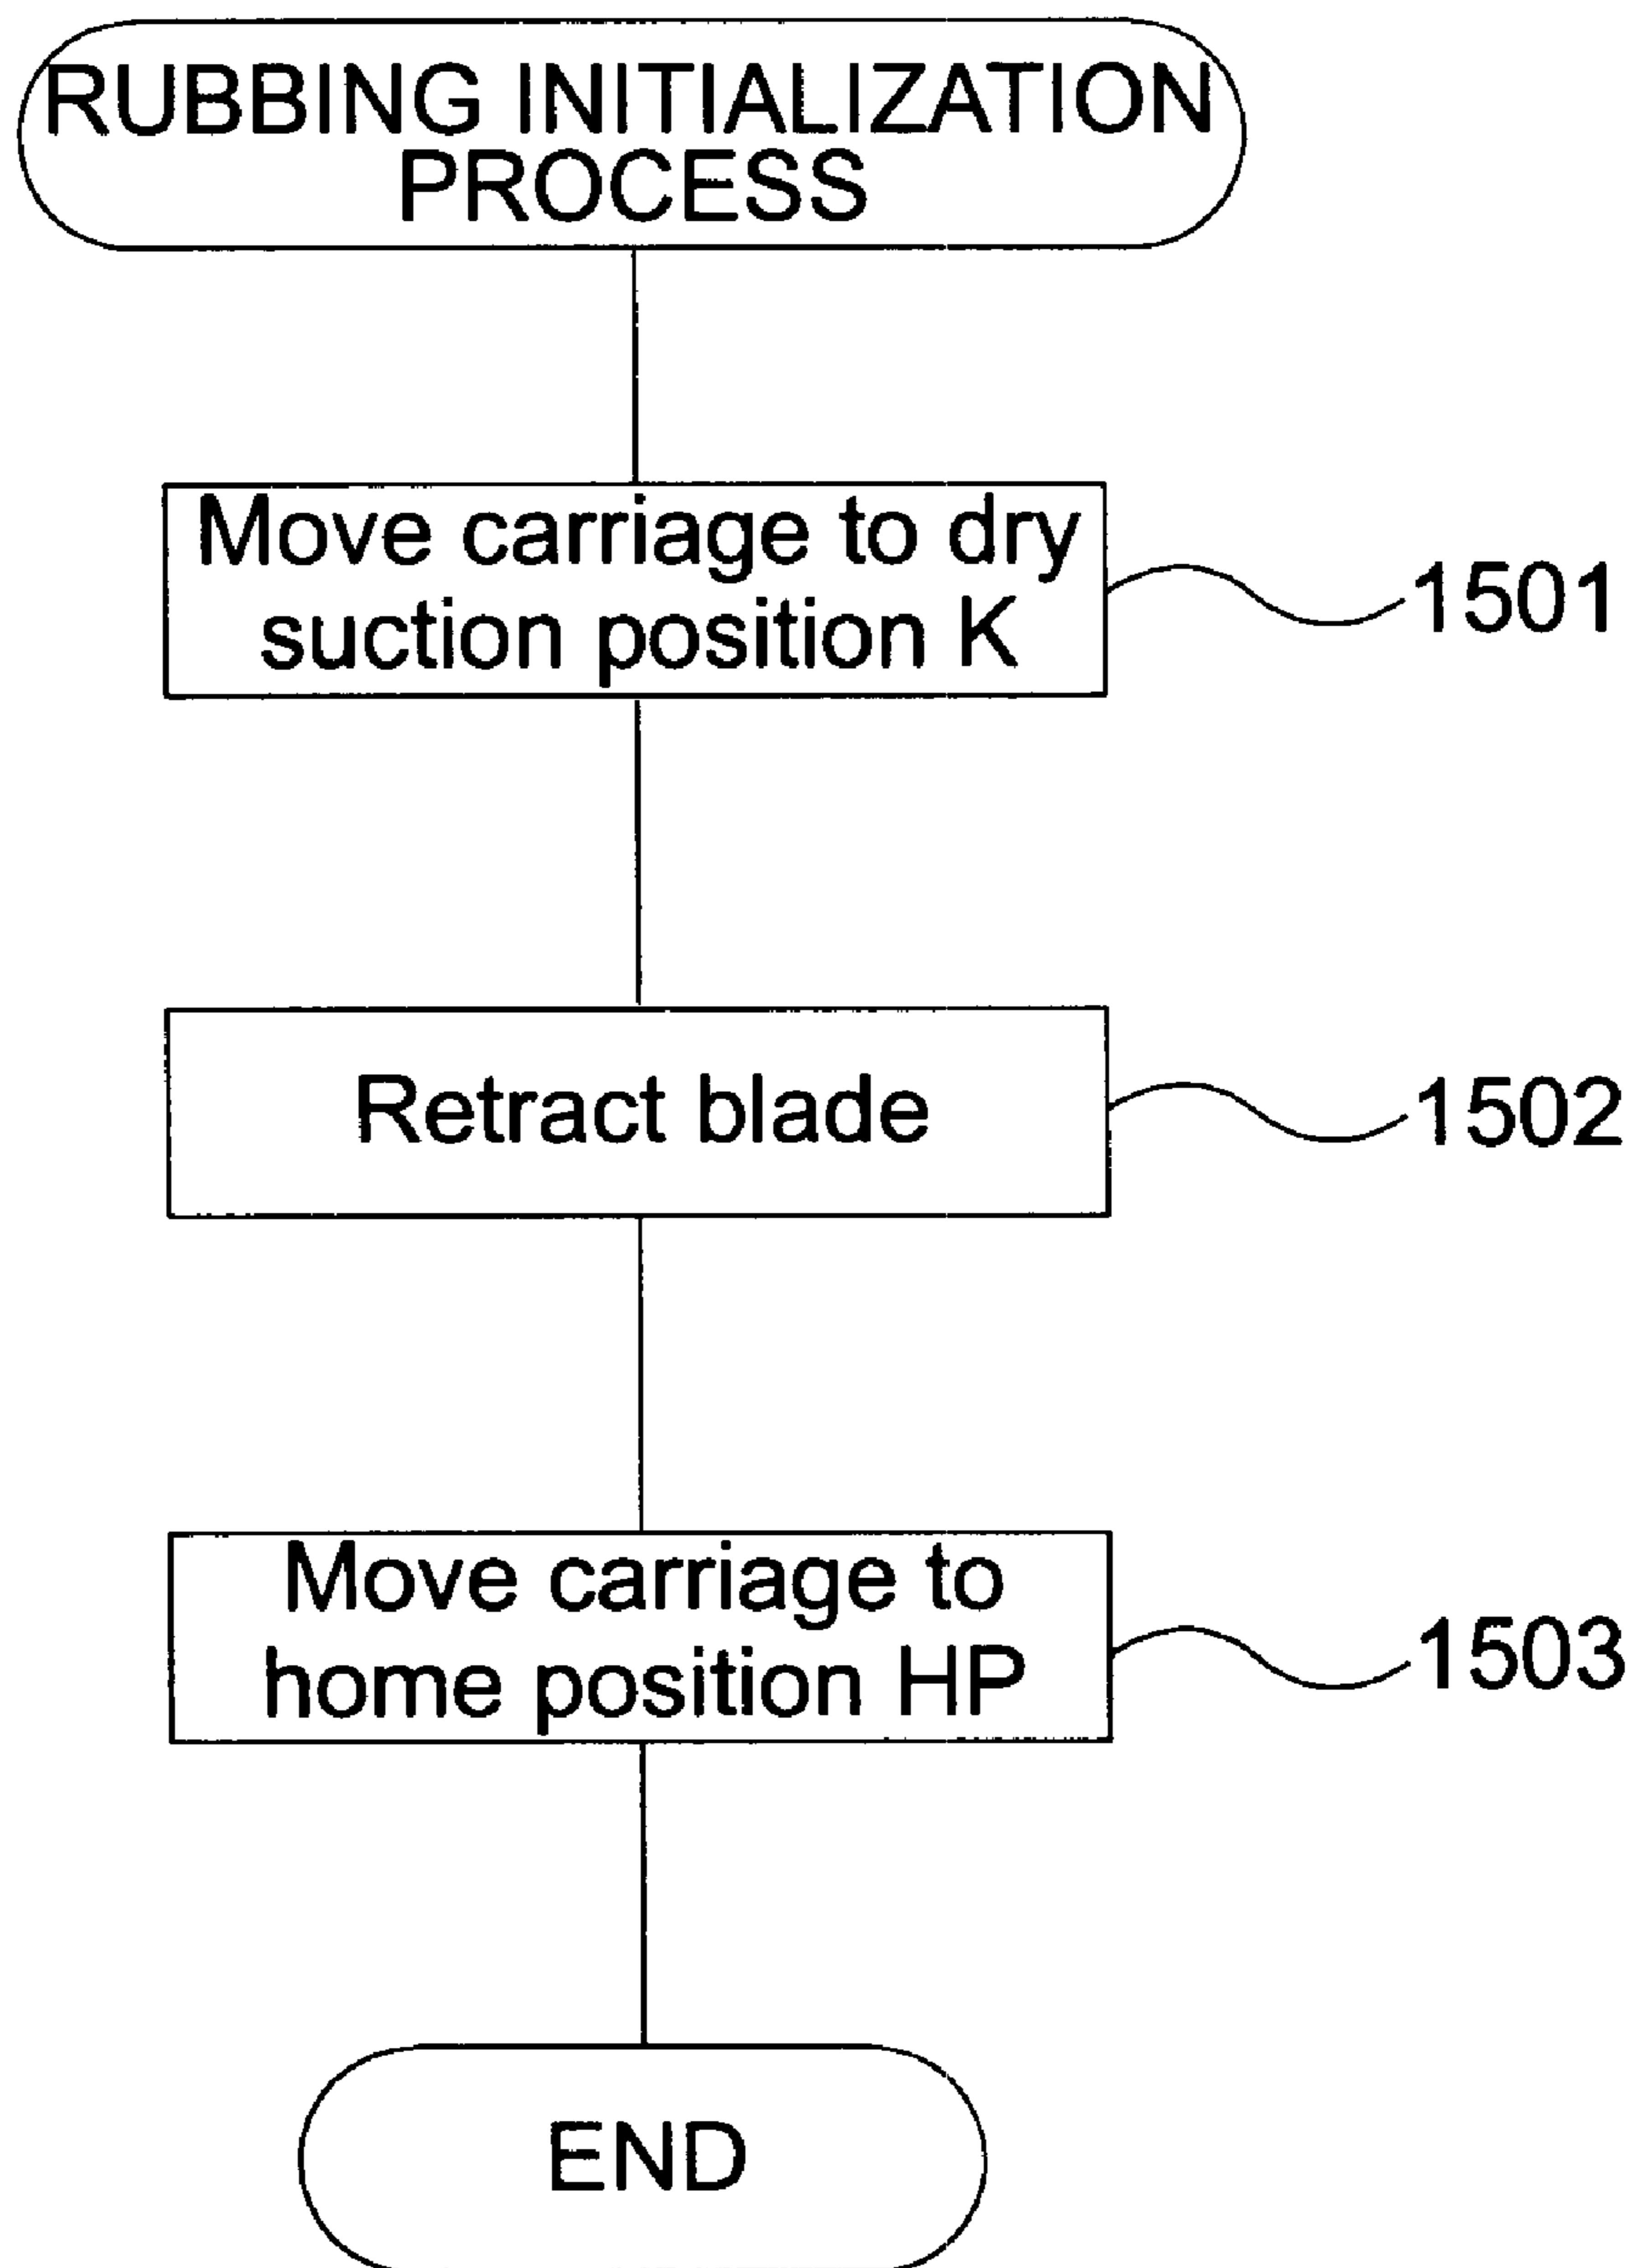 RUBBING INITIALIZATION
PROCESS
Move carriage to dry
suction position K
1501
Retract blade
1502
Move carriage to
home position HP
1503
END